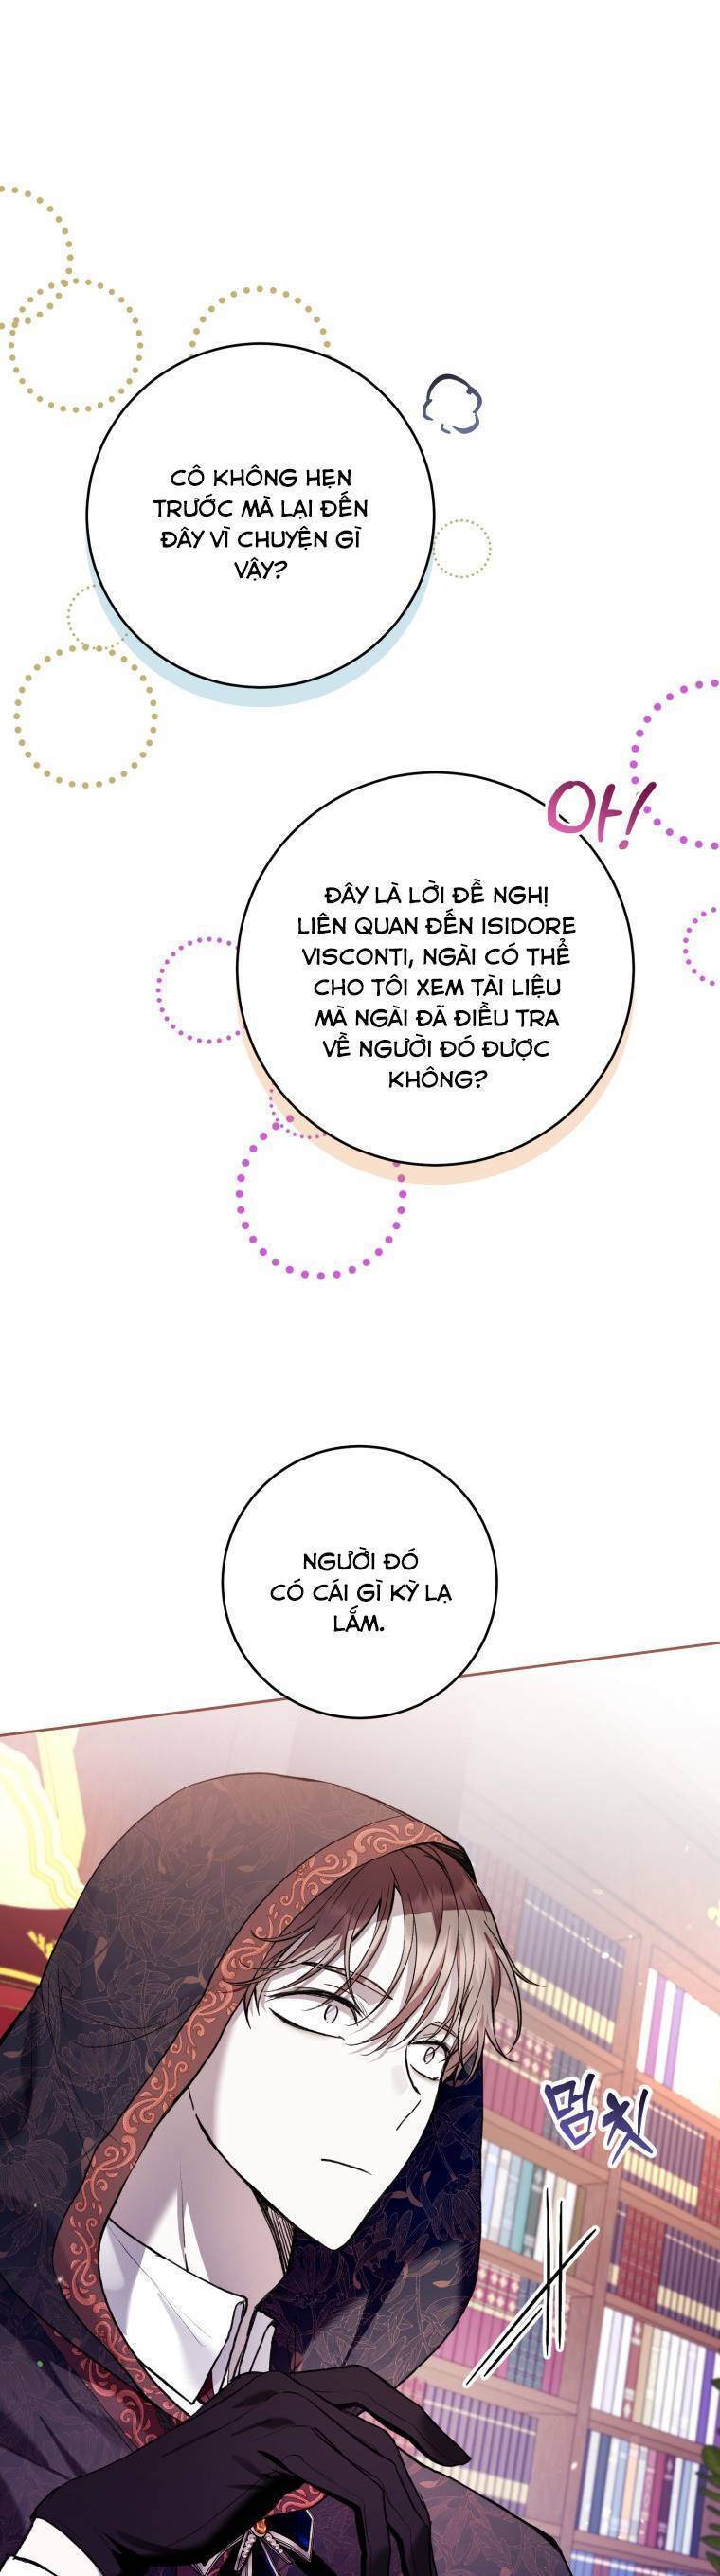 CÔ KHÔNG HẸN
TRƯỚC MÀ LẠI ĐẾN
ĐÂY VÌ CHUYỆN GÌ
VẬY?
아!
ĐÂY LÀ LỜI ĐỀ NGHỊ
LIÊN QUAN ĐẾN ISIDORE
VISCONTI, NGÀI CÓ THỂ
CHO TÔI XEM TÀI LIỆU
MÀ NGÀI ĐÃ ĐIỀU TRA
VỀ NGƯỜI ĐÓ ĐƯỢC
KHÔNG?
NGƯỜI ĐÓ
CÓ CÁI GÌ KỲ LẠ
LẮM.
멈칫